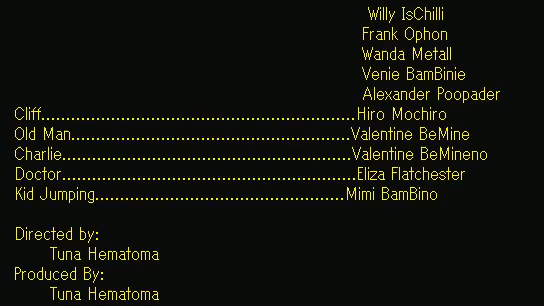 Willy IsChilli
Frank Ophon
Wanda Metall
Venie BamBinie
Alexander Poopader
Cliff...............................................................Hiro Mochiro
Old Man........................................................Valentine BeMine
Charlie..........................................................Valentine BeMineno
Doctor...........................................................Eliza Flatchester
Kid Jumping..................................................Mimi BamBino
Directed by:
Tuna Hematoma
Produced By:
Tuna Hematoma